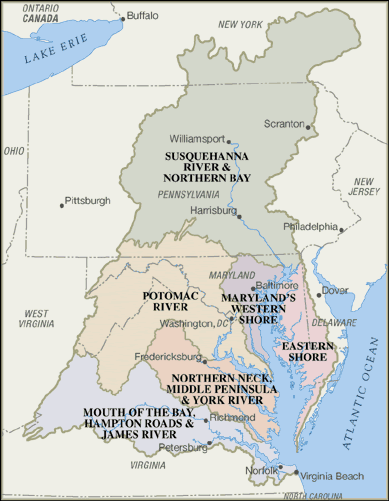 ONTARIO
CANADA
Buffalo
NEW YORK
LAKE ERIE
Scranton
Williamsport
SUSQUEHANNA
RIVER &
NORTHERN BAY
OHIO
PENNSYLVANIA
NEW
JERSEY
Pittsburgh
Harrisburg
Philadelphia
MARYLAND
Baltimore
Dover
POTOMAC
RIVER
MARYLAND'S
WESTERN
SHORE
WEST
VIRGINIA
Washington, DC
DELAWARE
EASTERN
SHORE
Fredericksburg
NORTHERN NECK,
MIDDLE PENINSULA
& YORK RIVER
ATLANTIC OCEAN
MOUTH OF THE BAY,
HAMPTON ROADS &
JAMES RIVER
Richmond
Petersburg
VIRGINIA
Norfolk
Virginia Beach
NORTH CAROLINA